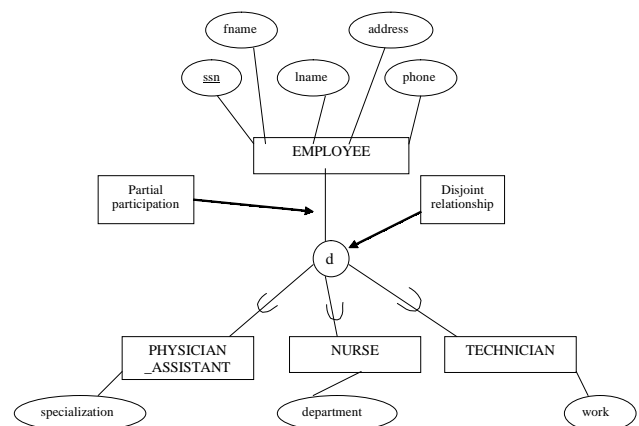 fname
address
ssn
lname
phone
EMPLOYEE
Partial
participation
Disjoint
relationship
d
PHYSICIAN
_ASSISTANT
NURSE
TECHNICIAN
specialization
department
work